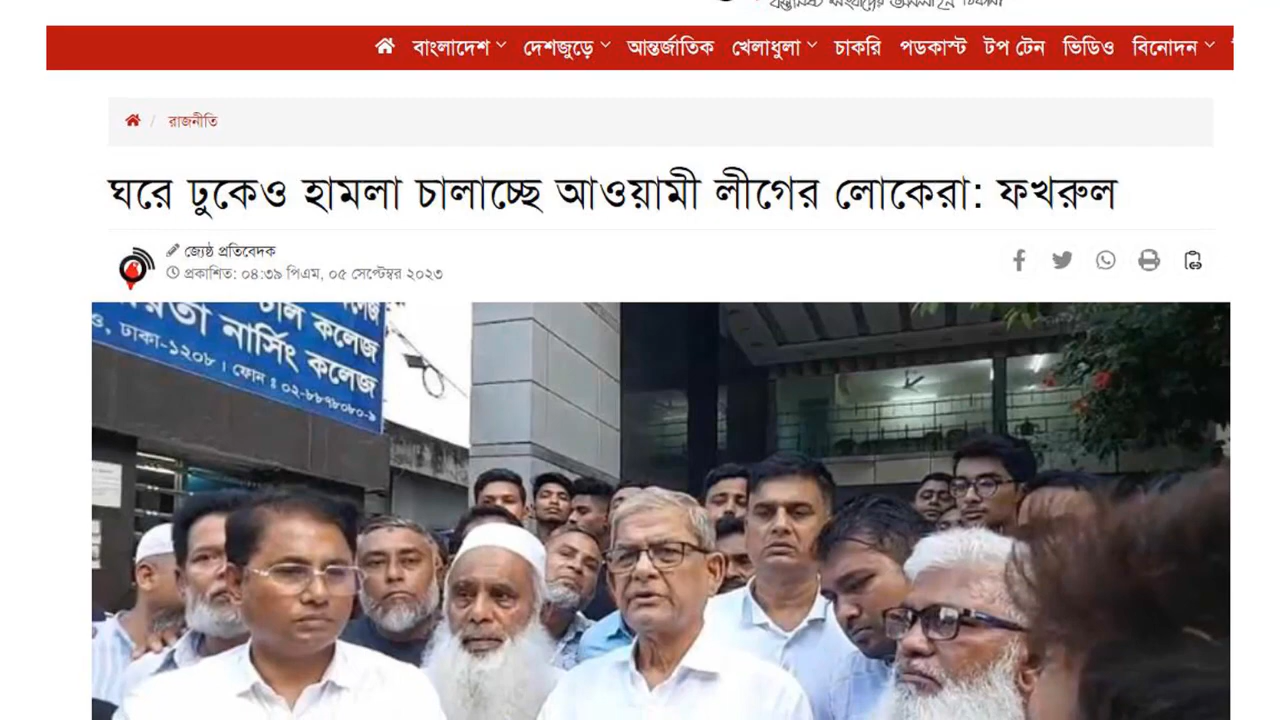 বাংলাদেশ দেশজুড়ে আন্তর্জাতিক খেলাধুলা চাকরি পডকাস্ট টপ টেন ভিডিও বিনোদন
/ রাজনীতি
ঘরে ঢুকেও হামলা চালাচ্ছে আওয়ামী লীগের লোকেরা: ফখরুল
জ্যেষ্ঠ প্রতিবেদক
প্রকাশিত: ০৪:৩৯ পিএম, ০৫ সেপ্টেম্বর ২০২৩
কলেজ
নার্সিং কলেজ
ঢাকা-১২০৮। ফোন :